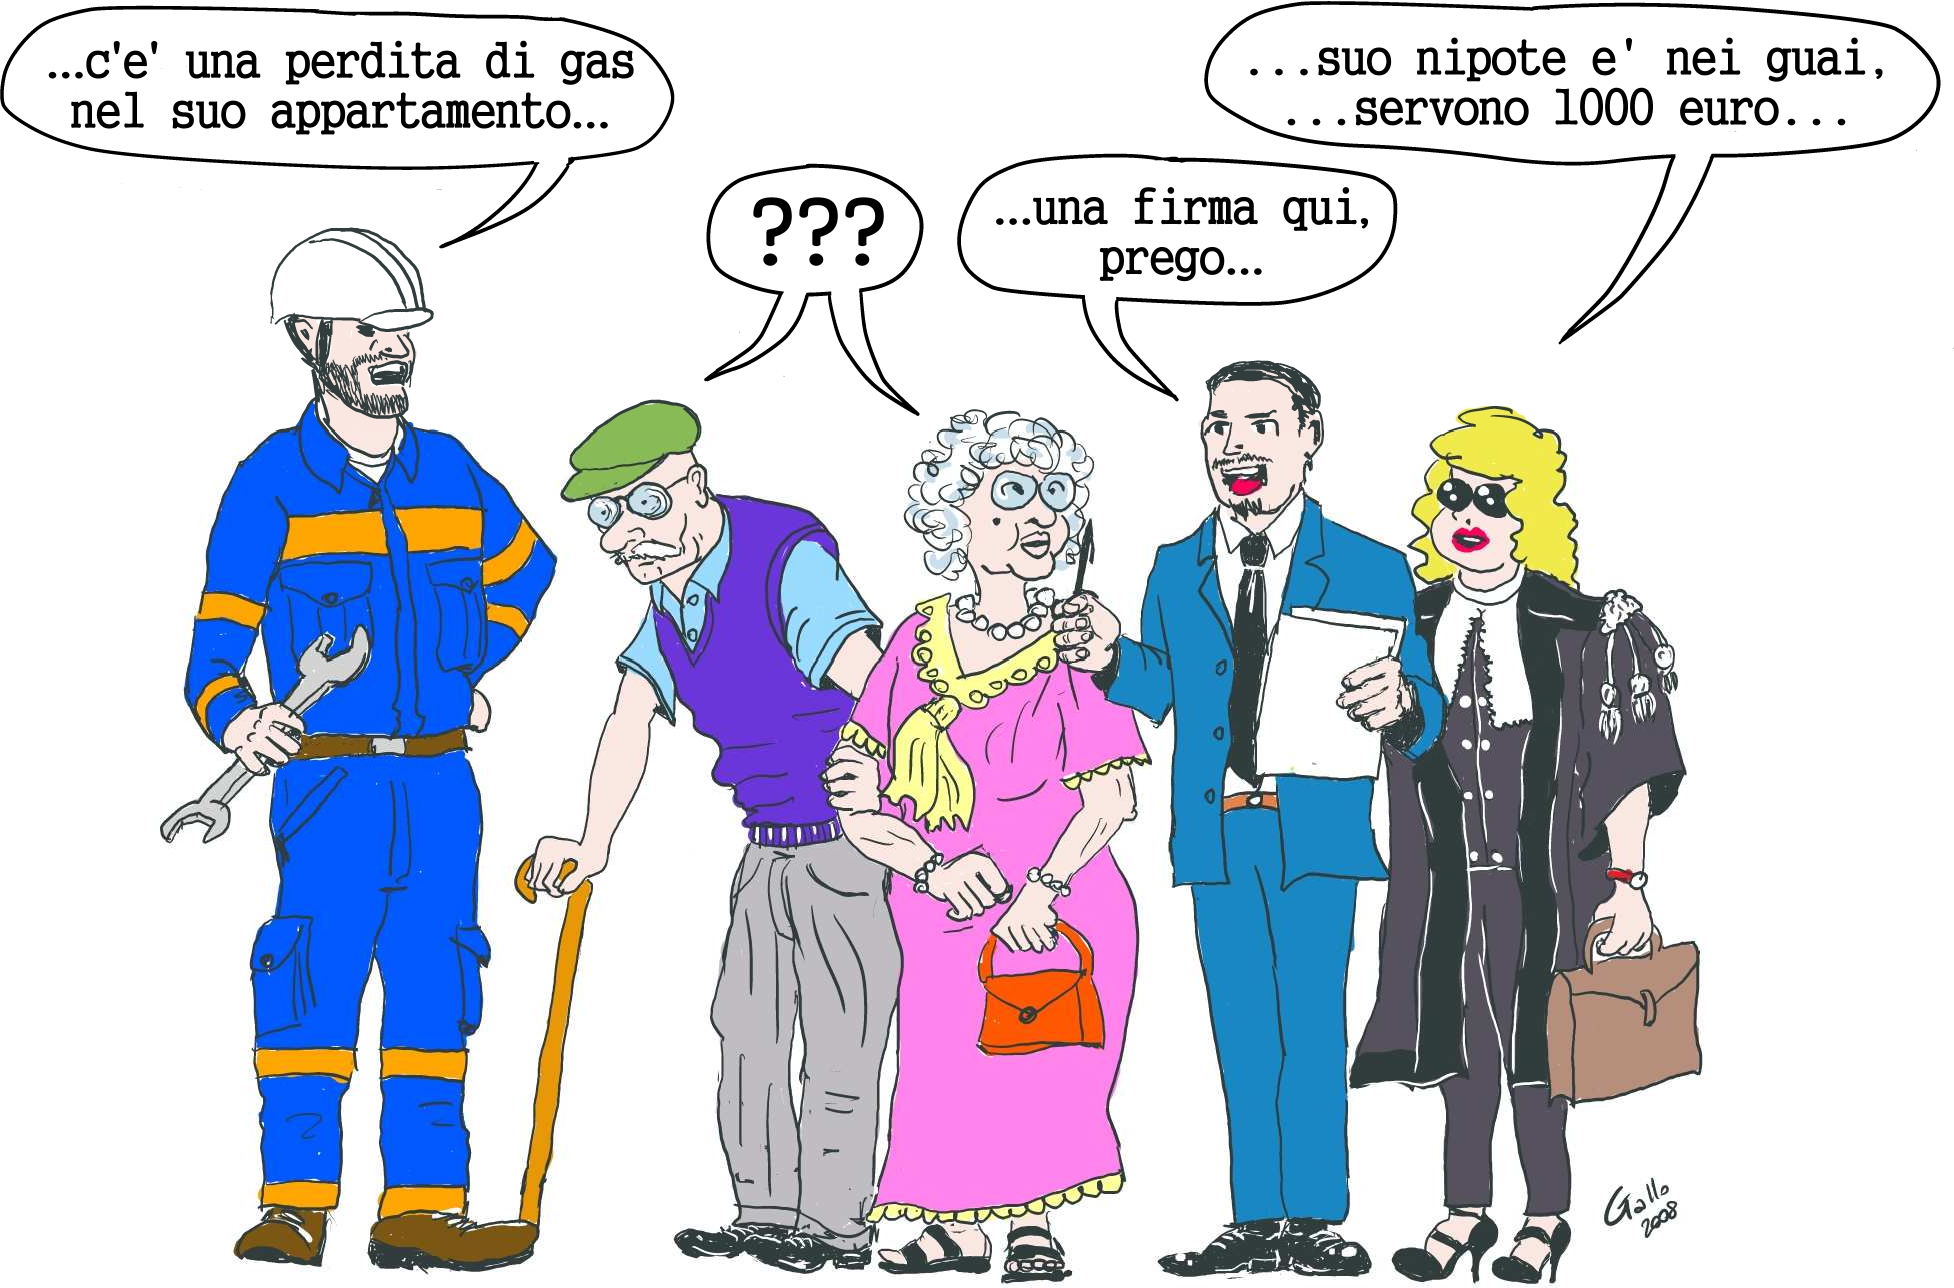 ...c'e' una perdita di gas
nel suo appartamento...
???
...una firma qui,
prego...
...suo nipote e' nei guai,
...servono 1000 euro...
Gallo
2008